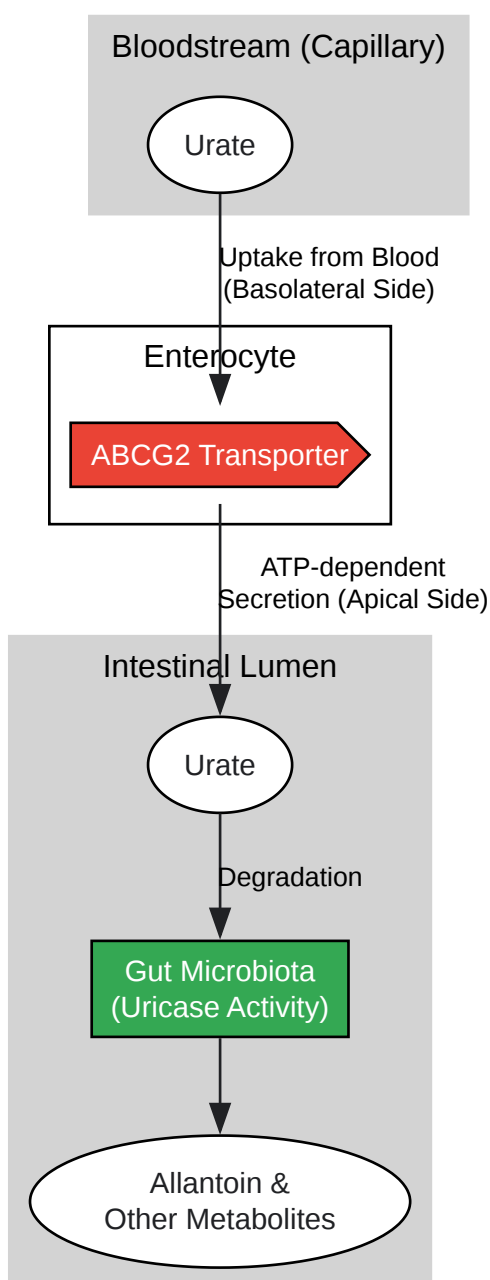 Bloodstream (Capillary)
Urate
Uptake from Blood
(Basolateral Side)
Enterocyte
ABCG2 Transporter
ATP-dependent
Secretion (Apical Side)
Intestinal Lumen
Urate
Degradation
Gut Microbiota
(Uricase Activity)
Allantoin &
Other Metabolites